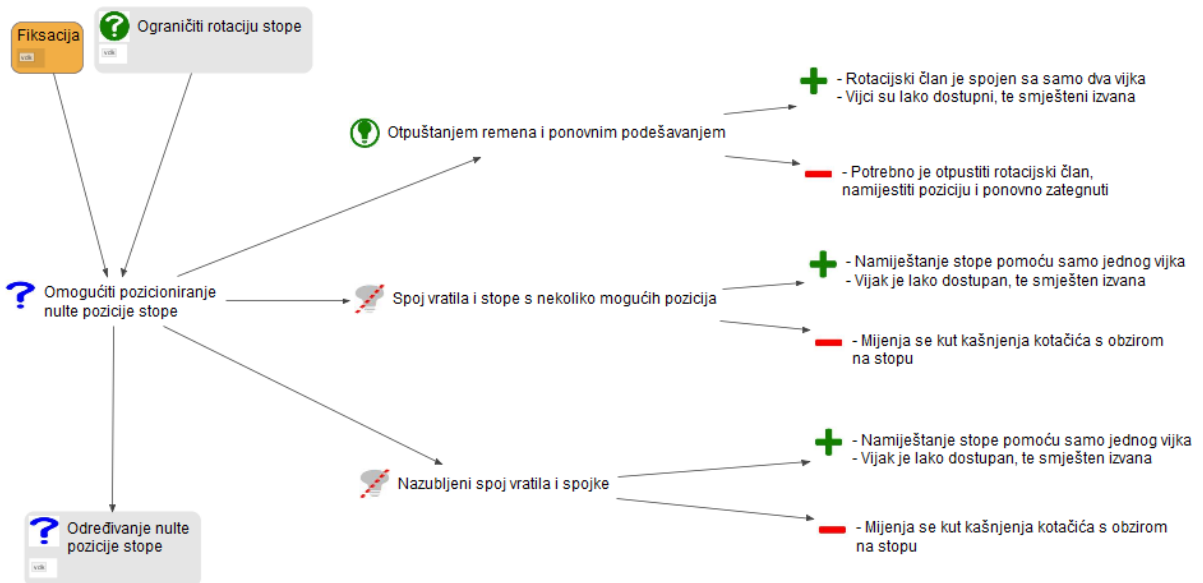 Fiksacija
vdk
Ograničiti rotaciju stope
vdk
Otpuštanjem remena i ponovnim podešavanjem
- Rotacijski član je spojen sa samo dva vijka
- Vijci su lako dostupni, te smješteni izvana
- Potrebno je otpustiti rotacijski član,
namijestiti poziciju i ponovno zategnuti
Omogućiti pozicioniranje
nulte pozicije stope
Spoj vratila i stope s nekoliko mogućih pozicija
- Namiještanje stope pomoću samo jednog vijka
- Vijak je lako dostupan, te smješten izvana
- Mijenja se kut kašnjenja kotačića s obzirom
na stopu
Nazubljeni spoj vratila i spojke
- Namiještanje stope pomoću samo jednog vijka
- Vijak je lako dostupan, te smješten izvana
- Mijenja se kut kašnjenja kotačića s obzirom
na stopu
Određivanje nulte
pozicije stope
vdk